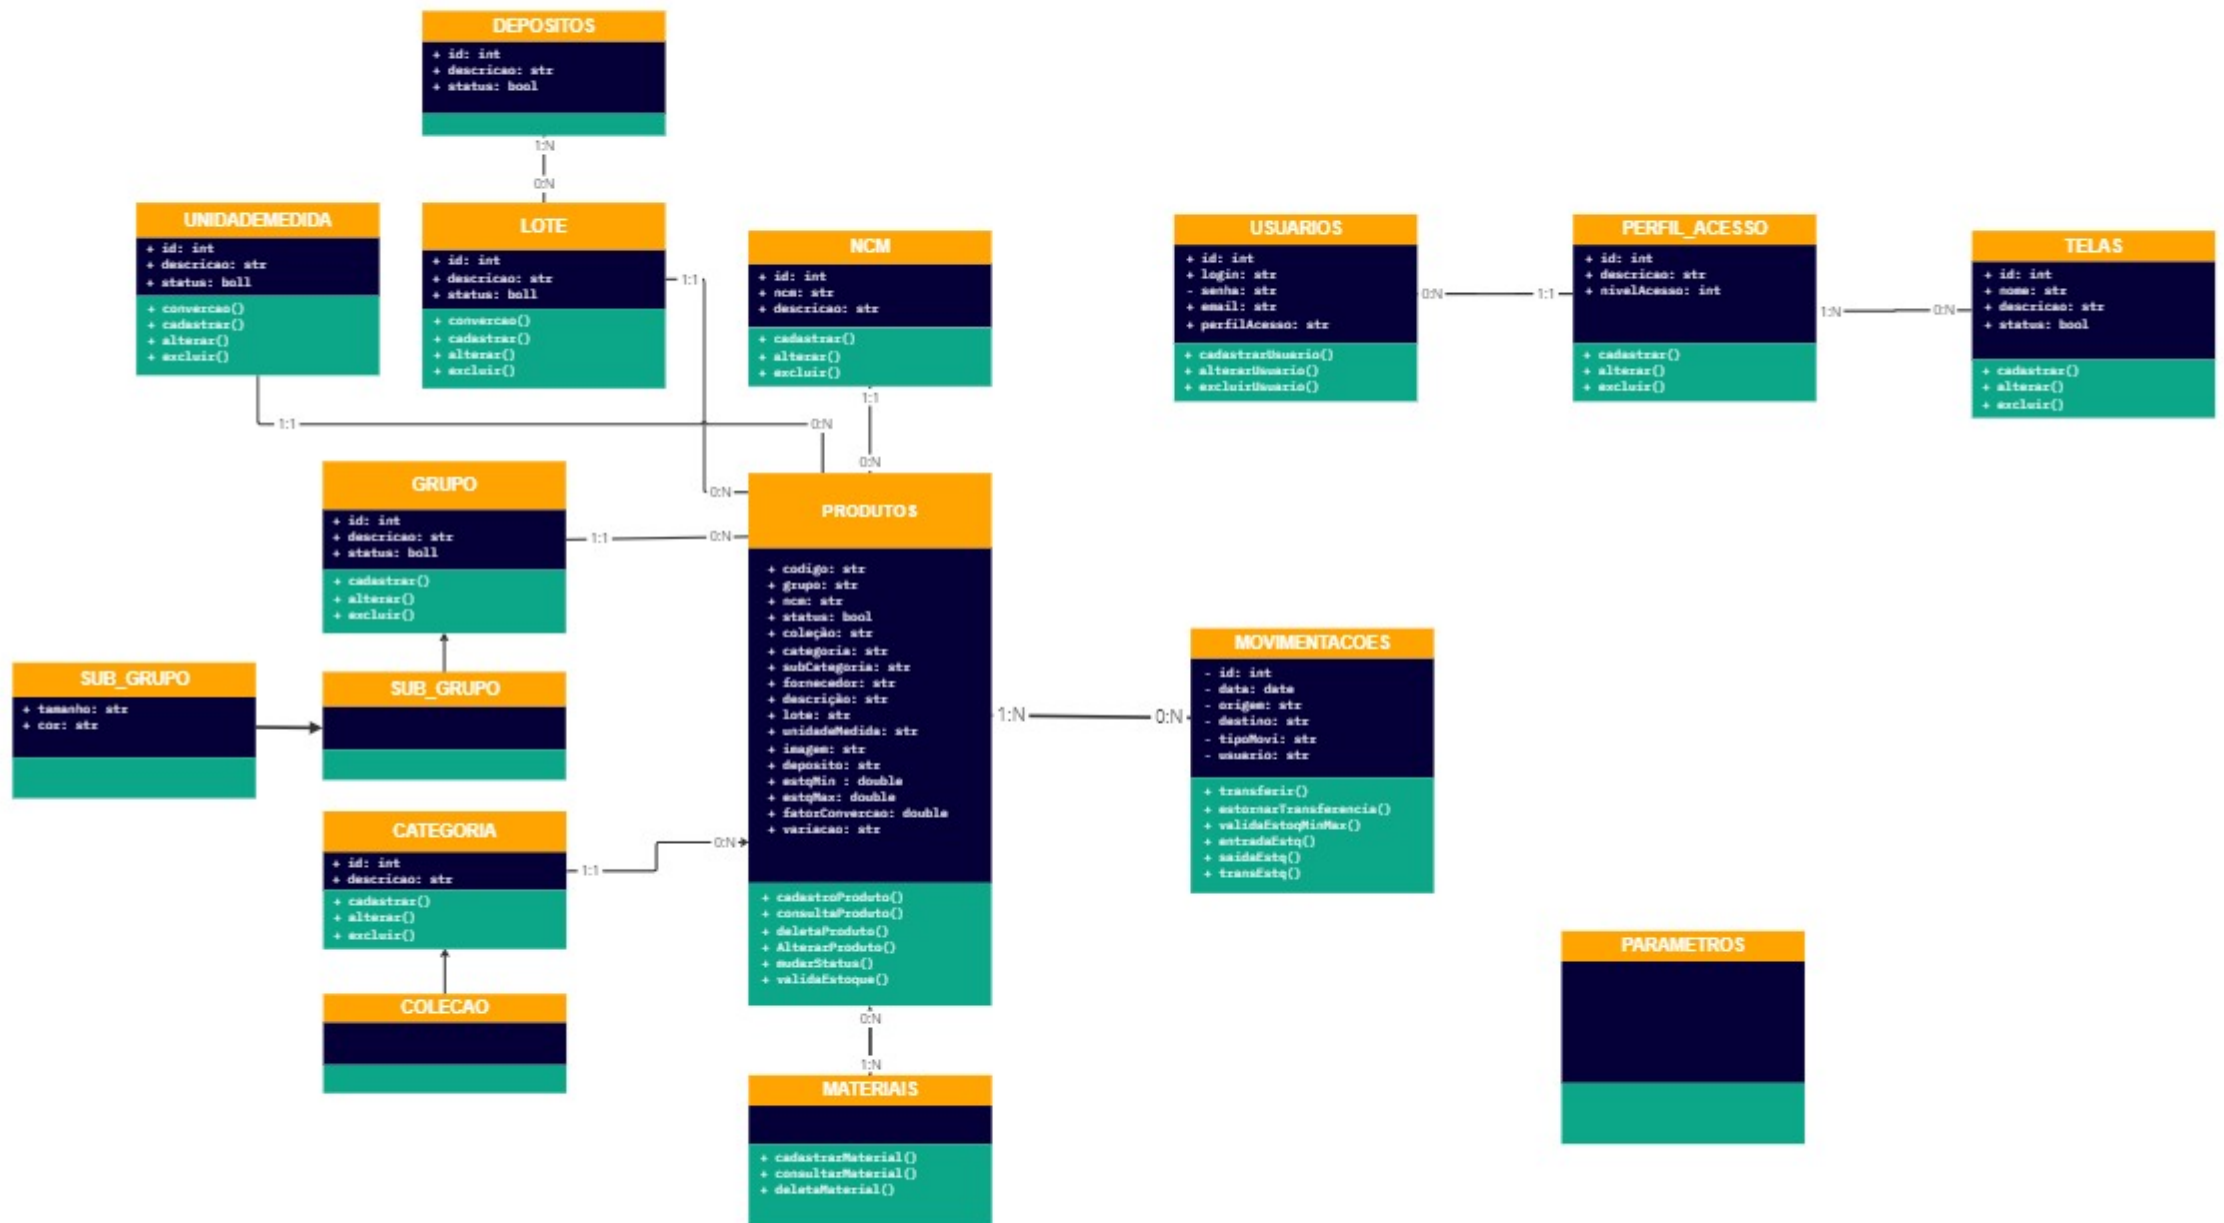 DEPOSITOS
+ id: int
+ descricao: str
+ status: bool
1:N
0:N
UNIDADEMEDIDA
+ id: int
+ descricao: str
+ status: boll
+ convercao()
+ cadastrar()
+ alterar()
+ excluir()
1:1
0:N
LOTE
+ id: int
+ descricao: str
+ status: boll
+ convercao()
+ cadastrar()
+ alterar()
+ excluir()
1:1
0:N
NCM
+ id: int
+ ncm: str
+ descricao: str
+ cadastrar()
+ alterar()
+ excluir()
1:1
0:N
USUARIOS
+ id: int
+ login: str
- senha: str
+ email: str
+ perfilAcesso: str
+ cadastrarUsuario()
+ alterarUsuario()
+ excluirUsuario()
0:N
1:1
PERFIL_ACESSO
+ id: int
+ descricao: str
+ nivelAcesso: int
+ cadastrar()
+ alterar()
+ excluir()
1:N
0:N
TELAS
+ id: int
+ nome: str
+ descricao: str
+ status: bool
+ cadastrar()
+ alterar()
+ excluir()
GRUPO
+ id: int
+ descricao: str
+ status: boll
+ cadastrar()
+ alterar()
+ excluir()
1:1
0:N
SUB_GRUPO
+ tamanho: str
+ cor: str
SUB_GRUPO
CATEGORIA
+ id: int
+ descricao: str
+ cadastrar()
+ alterar()
+ excluir()
1:1
0:N
COLECAO
PRODUTOS
+ codigo: str
+ grupo: str
+ ncm: str
+ status: bool
+ coleção: str
+ categoria: str
+ subCategoria: str
+ fornecedor: str
+ descrição: str
+ lote: str
+ unidadeMedida: str
+ imagem: str
+ deposito: str
+ estqMin : double
+ estqMax: double
+ fatorConvercao: double
+ variacao: str
+ cadastroProduto()
+ consultaProduto()
+ deletaProduto()
+ AlterarProduto()
+ mudarStatus()
+ validaEstoque()
1:N
0:N
MOVIMENTACOES
- id: int
- data: date
- origem: str
- destino: str
- tipoMovi: str
- usuario: str
+ transferir()
+ estornarTransferencia()
+ validaEstoqMinMax()
+ entradaEstq()
+ saidaEstq()
+ transEstq()
0:N
1:N
MATERIAIS
+ cadastrarMaterial()
+ consultarMaterial()
+ deletaMaterial()
PARAMETROS